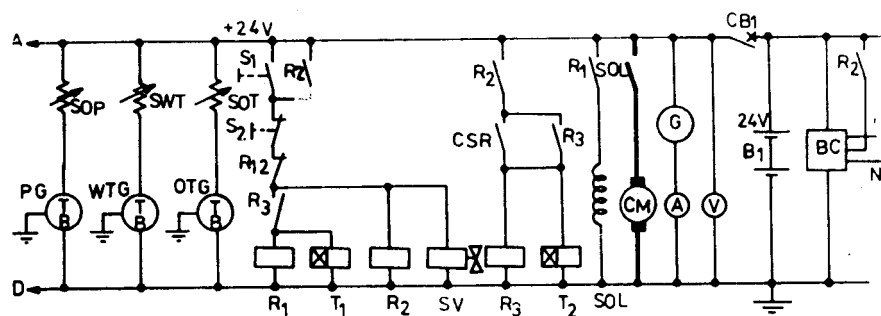 +24V CB1
A
S1 R2 R2 R1 SOL R2
SOP SWT SOT G 24V
S2 CSR R3 B1 BC
R12
PG WTG OTG R3 CM A V N
T T T
B B B
D
R1 T1 R2 SV R3 T2 SOL